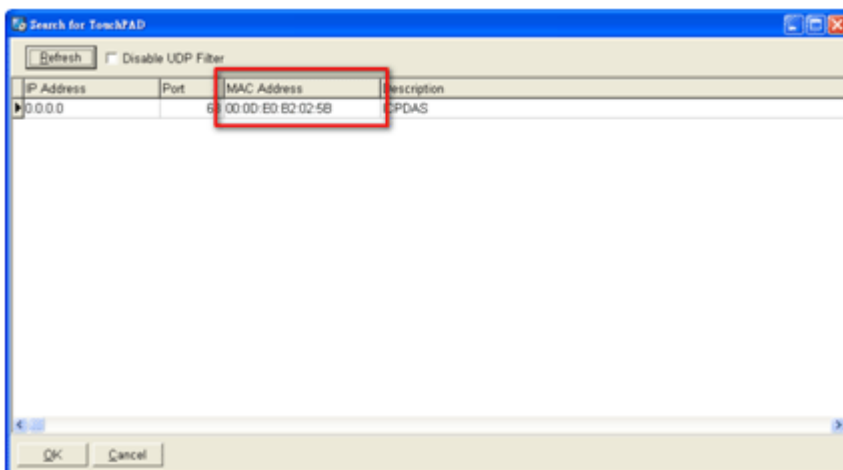 Search for TouchPAD
Refresh Disable UDP Filter
IP Address Port MAC Address Description
0.0.0.0 00:0D:E0:B2:02:5B ICPDAS
OK Cancel